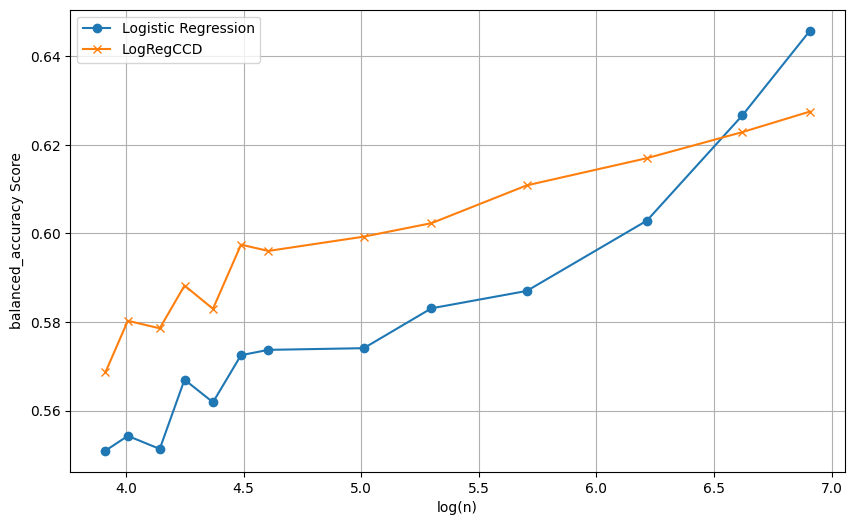 Logistic Regression
LogRegCCD
balanced_accuracy Score
0.64
0.62
0.60
0.58
0.56
4.0 4.5 5.0 5.5 6.0 6.5 7.0
log(n)